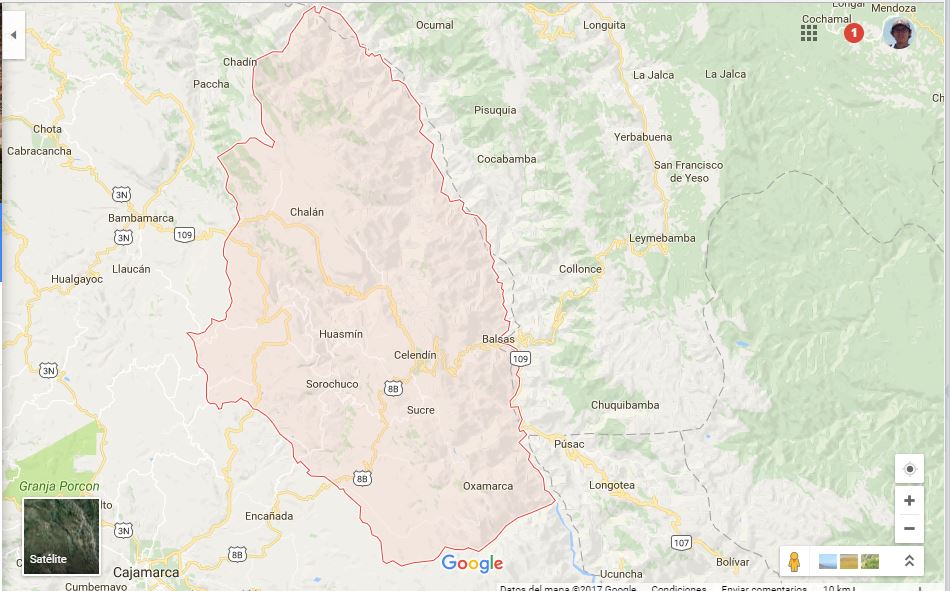 Longar
Mendoza
Cochamal
1
Ocumal
Longuita
Chadín
Paccha
La Jalca
La Jalca
Pisuquia
Chota
Cabracancha
Yerbabuena
Cocabamba
San Francisco
de Yeso
3N
Bambamarca
3N
109
Chalán
Leymebamba
Llaucán
Hualgayoc
Collonce
Huasmín
Balsas
Celendín
109
3N
Sorochuco
8B
Sucre
Chuquibamba
Púsac
8B
Oxamarca
Longotea
Granja Porcon
lto
Encañada
3N
8B
107
Satélite
Google
Bolívar
Cajamarca
Ucuncha
Cumbemayo
Datos del mapa ©2017 Google Condiciones Enviar comentarios 10 km